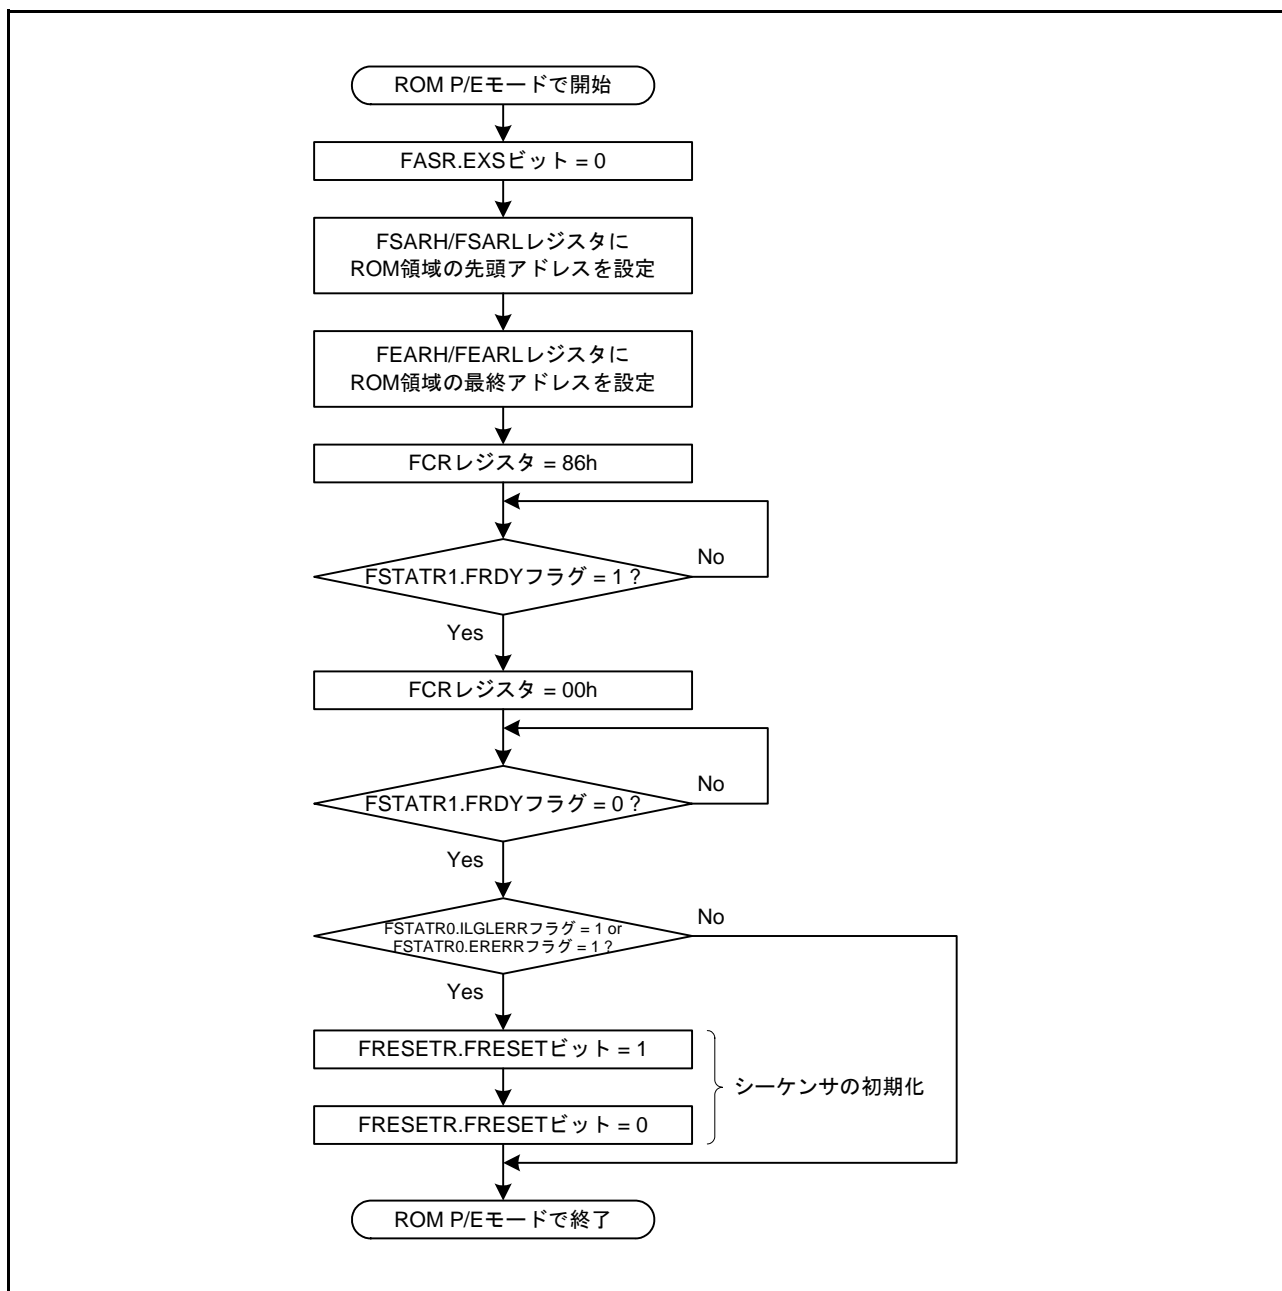 ROM P/Eモードで開始
FASR.EXSビット = 0
FSARH/FSARLレジスタに
ROM領域の先頭アドレスを設定
FEARH/FEARLレジスタに
ROM領域の最終アドレスを設定
FCRレジスタ = 86h
FSTATR1.FRDYフラグ = 1 ?
No
Yes
FCRレジスタ = 00h
FSTATR1.FRDYフラグ = 0 ?
No
Yes
FSTATR0.ILGLERRフラグ = 1 or
FSTATR0.ERERRフラグ = 1 ?
No
Yes
FRESETR.FRESETビット = 1
シーケンサの初期化
FRESETR.FRESETビット = 0
ROM P/Eモードで終了